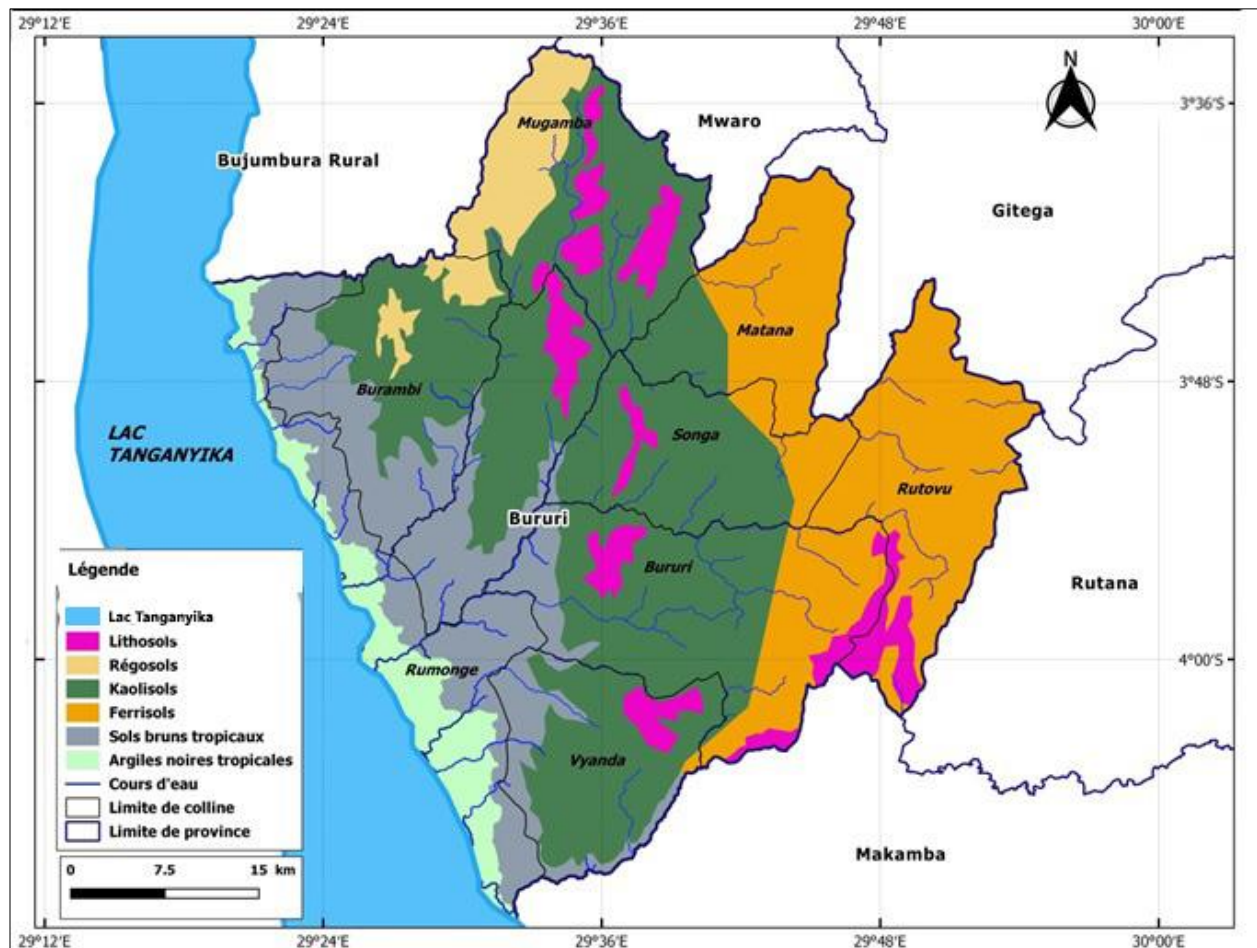 29°12'E
29°24'E
29°36'E
29°48'E
30°00'E
3°36'S
3°48'S
4°00'S
N
Mugamba
Mwaro
Bujumbura Rural
Gitega
Matana
Burambi
LAC
TANGANYIKA
Songa
Rutovu
Bururi
Bururi
Rutana
Rumonge
Vyanda
Makamba
Légende
Lac Tanganyika
Lithosols
Régosols
Kaolisols
Ferrisols
Sols bruns tropicaux
Argiles noires tropicales
Cours d'eau
Limite de colline
Limite de province
0 7.5 15 km
29°12'E
29°24'E
29°36'E
29°48'E
30°00'E